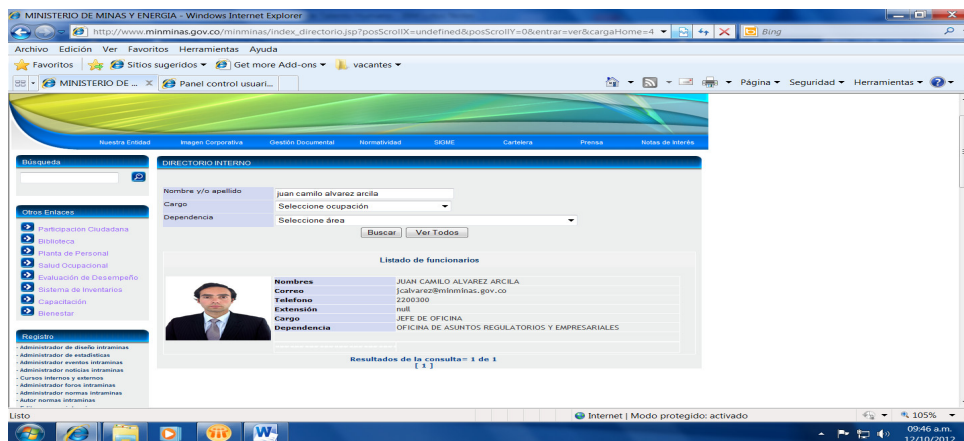 MINISTERIO DE MINAS Y ENERGIA - Windows Internet Explorer
http://www.minminas.gov.co/minminas/index_directorio.jsp?posScrollX=undefined&posScrollY=0&entrar=ver&cargaHome=4
Bing
Archivo Edición Ver Favoritos Herramientas Ayuda
Favoritos Sitios sugeridos Get more Add-ons vacantes
MINISTERIO DE ... X Panel control usuari...
Página Seguridad Herramientas
Nuestra Entidad Imagen Corporativa Gestión Documental Normatividad SIGME Cartelera Prensa Notas de Interés
Búsqueda
DIRECTORIO INTERNO
Nombre y/o apellido juan camilo alvarez arcila
Cargo Seleccione ocupación
Dependencia Seleccione área
Buscar Ver Todos
Otros Enlaces
Participación Ciudadana
Biblioteca
Planta de Personal
Salud Ocupacional
Evaluación de Desempeño
Sistema de Inventarios
Capacitación
Bienestar
Listado de funcionarios
Nombres JUAN CAMILO ALVAREZ ARCILA
Correo jcalvarez@minminas.gov.co
Telefono 2200300
Extensión null
Cargo JEFE DE OFICINA
Dependencia OFICINA DE ASUNTOS REGULATORIOS Y EMPRESARIALES
Resultados de la consulta= 1 de 1
[ 1 ]
Registro
- Administrador de diseño intraminas
- Administrador de estadísticas
- Administrador eventos intraminas
- Administrador noticias intraminas
- Cursos internos y externos
- Administrador foros intraminas
- Administrador normas intraminas
- Autor normas intraminas
Listo
Internet | Modo protegido: activado
105%
09:46 a.m.
12/10/2012